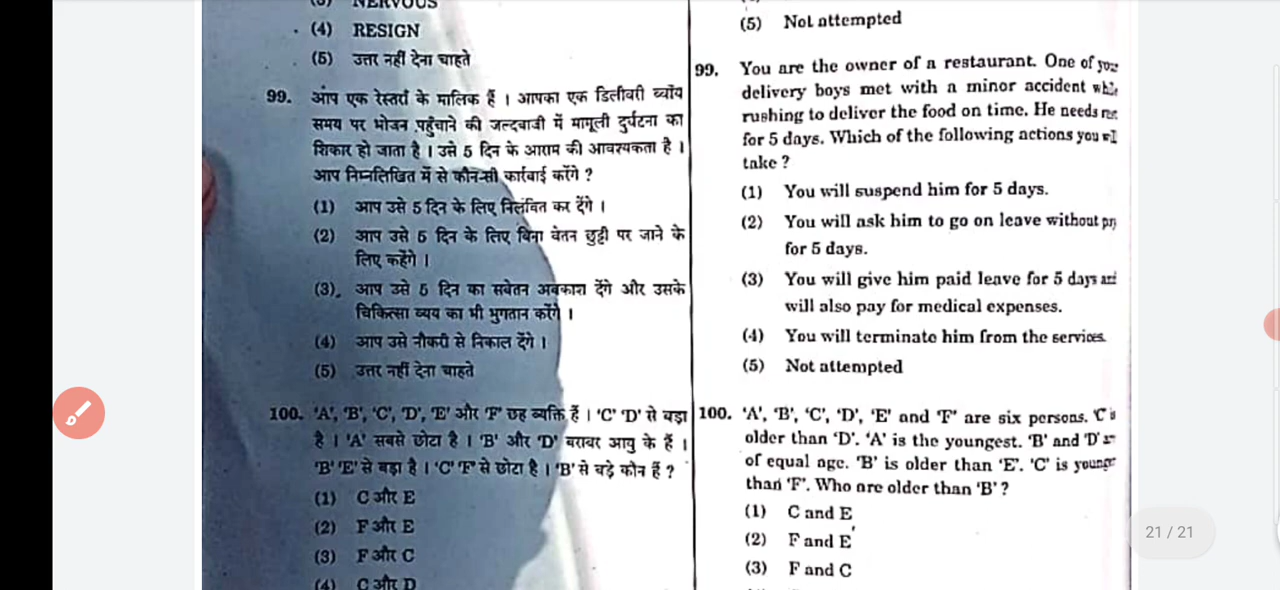 (3) NERVOUS
(4) RESIGN
(5) उत्तर नहीं देना चाहते
99. आप एक रेस्तराँ के मालिक हैं । आपका एक डिलीवरी ब्वॉय
समय पर भोजन पहुँचाने की जल्दबाजी में मामूली दुर्घटना का
शिकार हो जाता है । उसे 5 दिन के आराम की आवश्यकता है ।
आप निम्नलिखित में से कौन-सी कार्रवाई करेंगे ?
(1) आप उसे 5 दिन के लिए निलंबित कर देंगे ।
(2) आप उसे 5 दिन के लिए बिना वेतन छुट्टी पर जाने के
लिए कहेंगे ।
(3) आप उसे 5 दिन का सवेतन अवकाश देंगे और उसके
चिकित्सा व्यय का भी भुगतान करेंगे ।
(4) आप उसे नौकरी से निकाल देंगे ।
(5) उत्तर नहीं देना चाहते
100. 'A', 'B', 'C', 'D', 'E' और 'F' छह व्यक्ति हैं । 'C' 'D' से बड़ा
है । 'A' सबसे छोटा है । 'B' और 'D' बराबर आयु के हैं ।
'B' 'E' से बड़ा है । 'C' 'F' से छोटा है । 'B' से बड़े कौन हैं ?
(1) C और E
(2) F और E
(3) F और C
(4) C और D
(5) Not attempted
99. You are the owner of a restaurant. One of
delivery boys met with a minor accident
rushing to deliver the food on time. He needs
for 5 days. Which of the following actions you
take ?
(1) You will suspend him for 5 days.
(2) You will ask him to go on leave without
for 5 days.
(3) You will give him paid leave for 5 days
will also pay for medical expenses.
(4) You will terminate him from the services.
(5) Not attempted
100. 'A', 'B', 'C', 'D', 'E' and 'F' are six persons. 'C'
older than 'D'. 'A' is the youngest. 'B' and 'D'
of equal age. 'B' is older than 'E'. 'C' is
than 'F'. Who are older than 'B' ?
(1) C and E
(2) F and E
(3) F and C
21 / 21